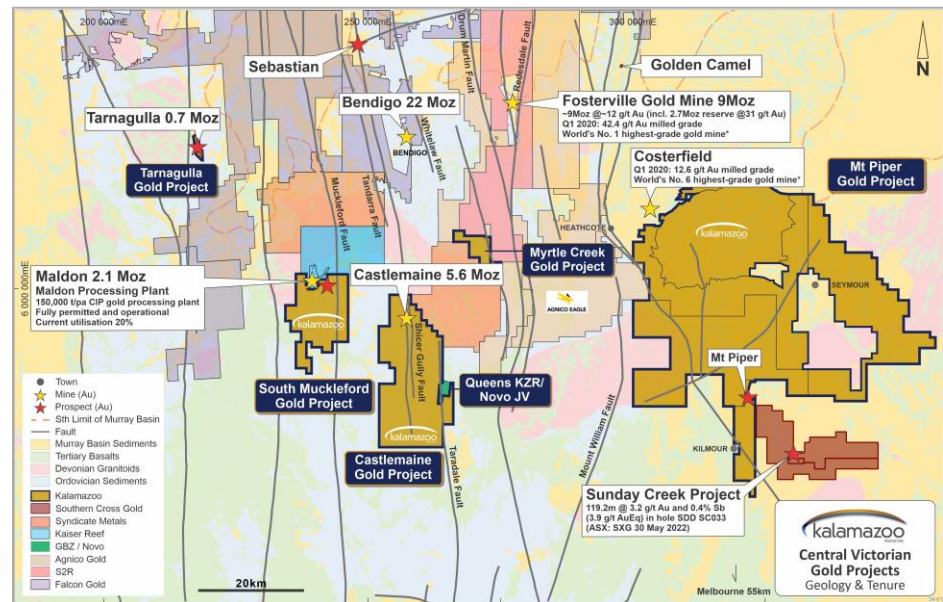 200 000mE
250 000mE
300 000mE
N
6 000 000mE
Sebastian
Golden Camel
Tarnagulla 0.7 Moz
Tarnagulla
Gold Project
Bendigo 22 Moz
BENDIGO
Whitelaw Fault
Drum Martin Fault
Redesdale Fault
Fosterville Gold Mine 9Moz
~9Moz @~12 g/t Au (incl. 2.7Moz reserve @31 g/t Au)
Q1 2020: 42.4 g/t Au milled grade
World's No. 1 highest-grade gold mine*
Costerfield
Q1 2020: 12.6 g/t Au milled grade
World's No. 6 highest-grade gold mine*
Mt Piper
Gold Project
kalamazoo
HEATHCOTE
SEYMOUR
Muckleford Fault
Tandarra Fault
Myrtle Creek
Gold Project
AGNICO EAGLE
Maldon 2.1 Moz
Maldon Processing Plant
150,000 t/pa CIP gold processing plant
Fully permitted and operational
Current utilisation 20%
Castlemaine 5.6 Moz
kalamazoo
South Muckleford
Gold Project
Shicer Gully Fault
Queens KZR/
Novo JV
kalamazoo
Castlemaine
Gold Project
Taradale Fault
Mount William Fault
Mt Piper
KILMOUR
Sunday Creek Project
119.2m @ 3.2 g/t Au and 0.4% Sb
(3.9 g/t AuEq) in hole SDD SC033
(ASX: SXG 30 May 2022)
Town
Mine (Au)
Prospect (Au)
Sth Limit of Murray Basin
Fault
Murray Basin Sediments
Tertiary Basalts
Devonian Granitoids
Ordovician Sediments
Kalamazoo
Southern Cross Gold
Syndicate Metals
Kaiser Reef
GBZ / Novo
Agnico Gold
S2R
Falcon Gold
20km
Melbourne 55km
kalamazoo
Central Victorian
Gold Projects
Geology & Tenure